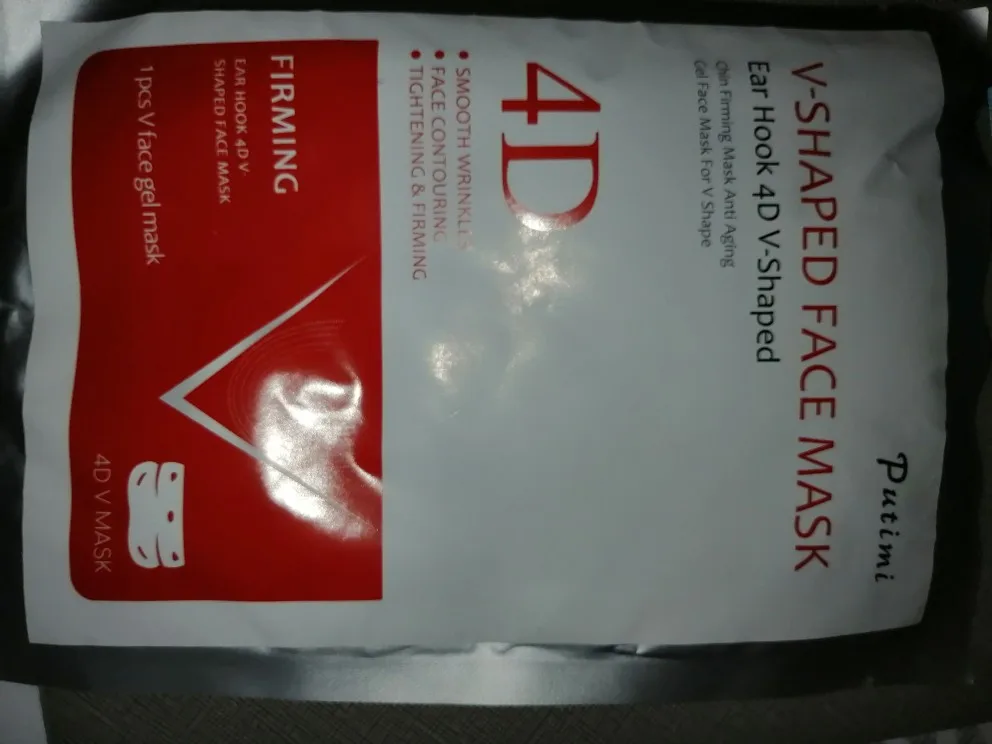 Putimi
V-SHAPED FACE MASK
Ear Hook 4D V-Shaped
Chin Firming Mask Anti Aging
Gel Face Mask For V Shape
4D
• SMOOTH WRINKLES
• FACE CONTOURING
• TIGHTENING & FIRMING
FIRMING
EAR HOOK 4D V-
SHAPED FACE MASK
1 pcs V face gel mask
4D V MASK